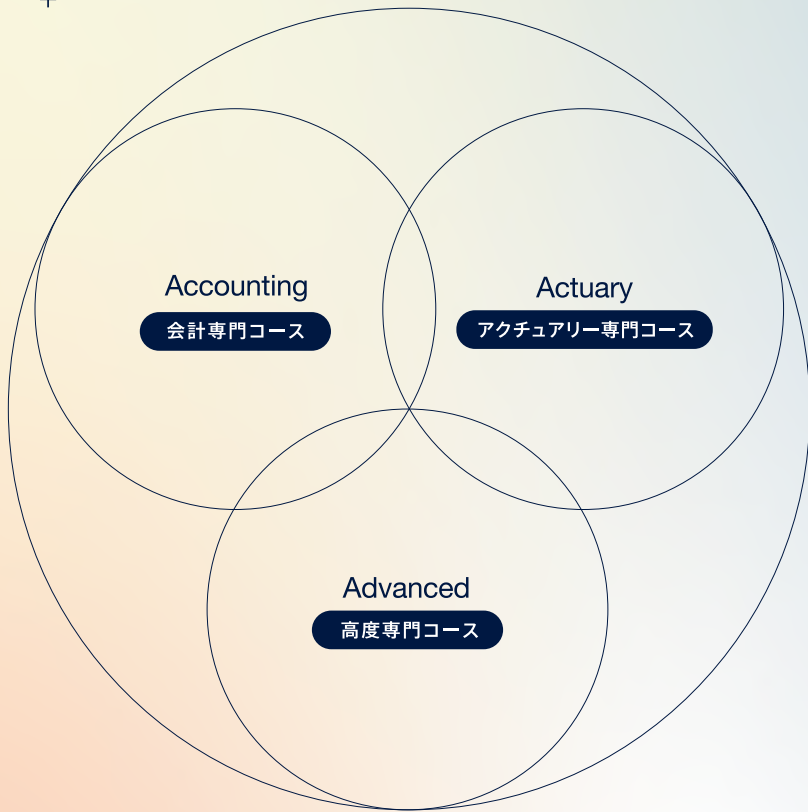 Accounting
会計専門コース
Actuary
アクチュアリー専門コース
Advanced
高度専門コース